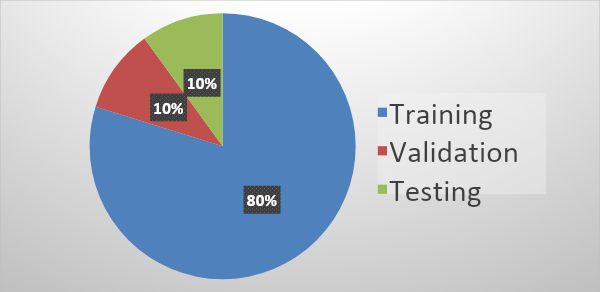 10%
10%
80%
Training
Validation
Testing